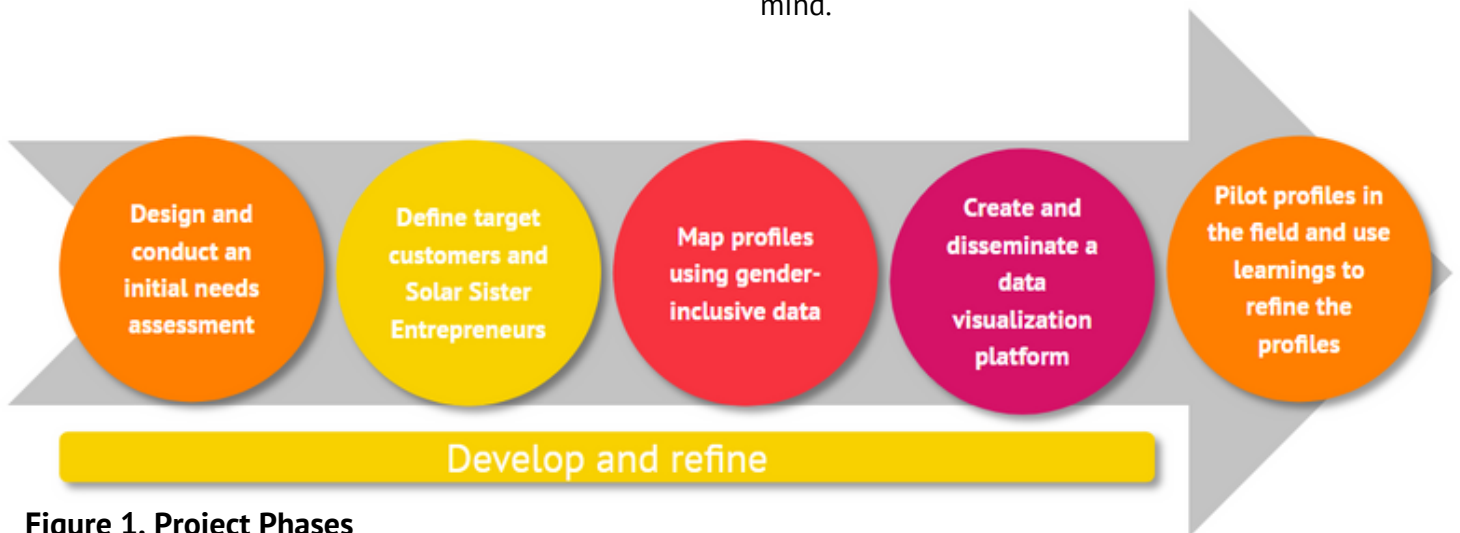 mind.
Design and
conduct an
initial needs
assessment
Define target
customers and
Solar Sister
Entrepreneurs
Map profiles
using gender-
inclusive data
Create and
disseminate a
data
visualization
platform
Pilot profiles in
the field and use
learnings to
refine the
profiles
Develop and refine
Figure 1. Project Phases